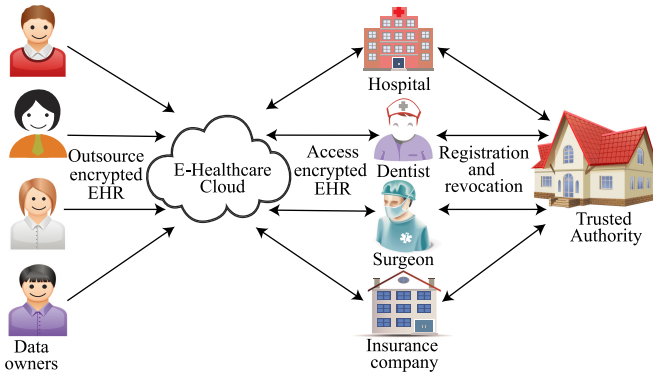 Hospital
Outsource
encrypted
EHR
E-Healthcare
Cloud
Access
encrypted
EHR
Dentist
Registration
and
revocation
Trusted
Authority
Surgeon
Data
owners
Insurance
company